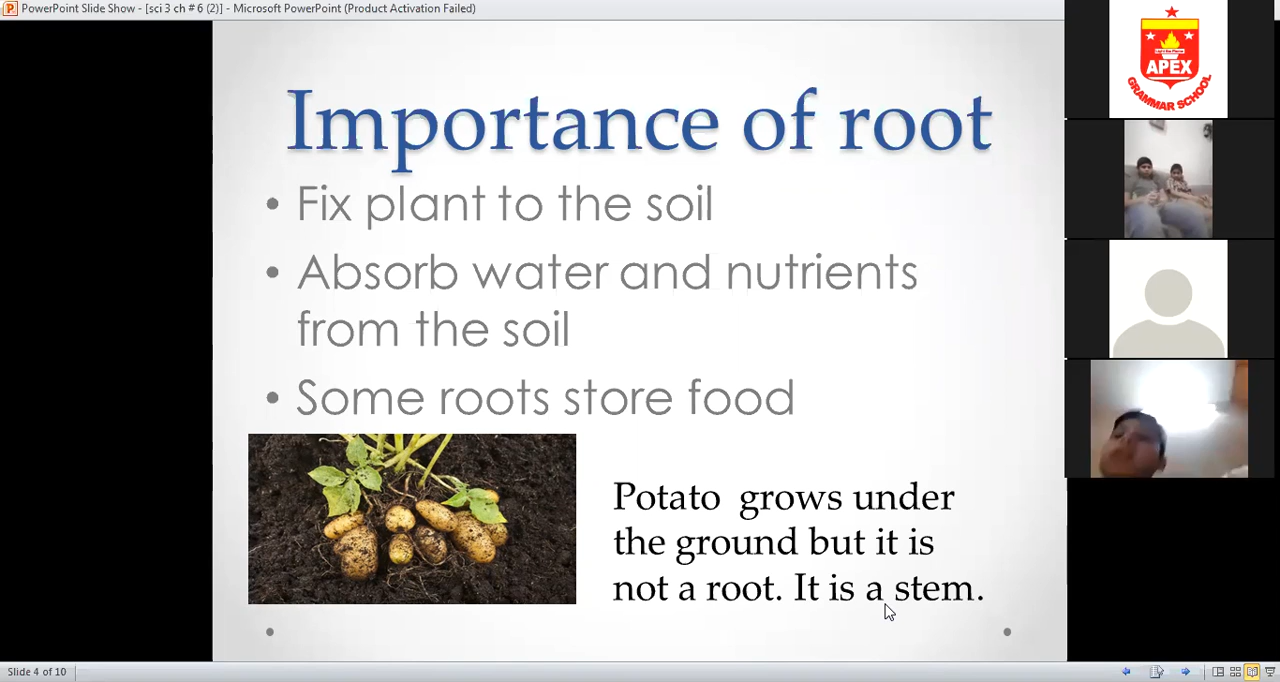 PowerPoint Slide Show - [sci 3 ch # 6 (2)] - Microsoft PowerPoint (Product Activation Failed)
Importance of root
• Fix plant to the soil
• Absorb water and nutrients
from the soil
• Some roots store food
Potato grows under
the ground but it is
not a root. It is a stem.
APEX
GRAMMAR SCHOOL
Slide 4 of 10